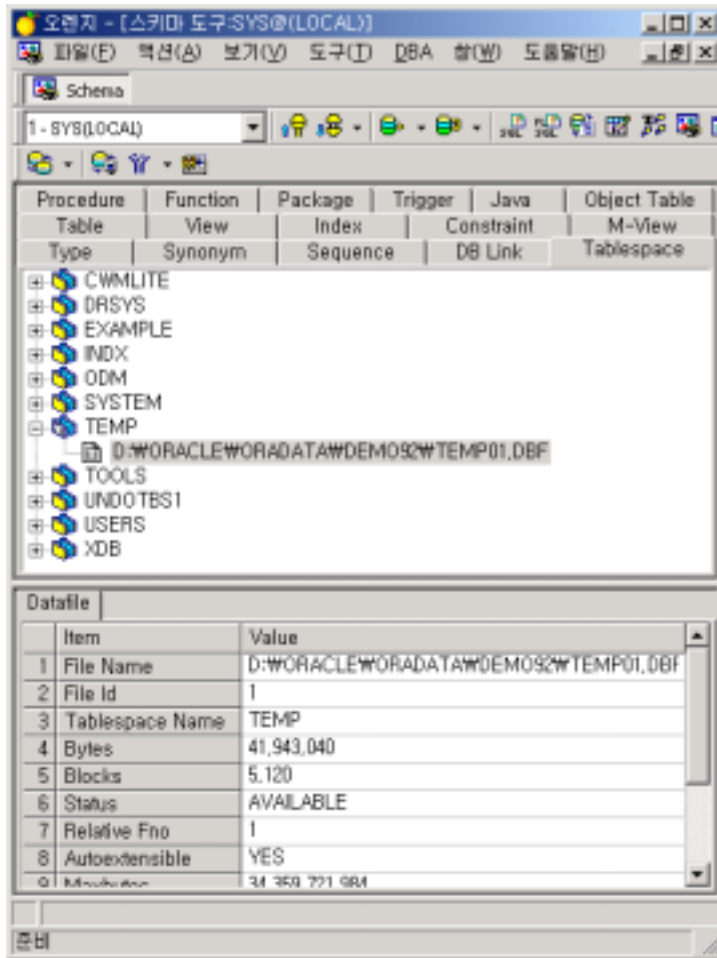 오렌지 - [스키마 도구:SYS@(LOCAL)]
파일(F) 액션(A) 보기(V) 도구(T) DBA 창(W) 도움말(H)
Schema
1 - SYS(LOCAL)
Procedure Function Package Trigger Java Object Table
Table View Index Constraint M-View
Type Synonym Sequence DB Link Tablespace
CWMLITE
DRSYS
EXAMPLE
INDX
ODM
SYSTEM
TEMP
D:₩ORACLE₩ORADATA₩DEMO92₩TEMP01.DBF
TOOLS
UNDOTBS1
USERS
XDB
Datafile
Item Value
1 File Name D:₩ORACLE₩ORADATA₩DEMO92₩TEMP01.DBF
2 File Id 1
3 Tablespace Name TEMP
4 Bytes 41,943,040
5 Blocks 5,120
6 Status AVAILABLE
7 Relative Fno 1
8 Autoextensible YES
9 Maxbytes 34,359,721,984
준비